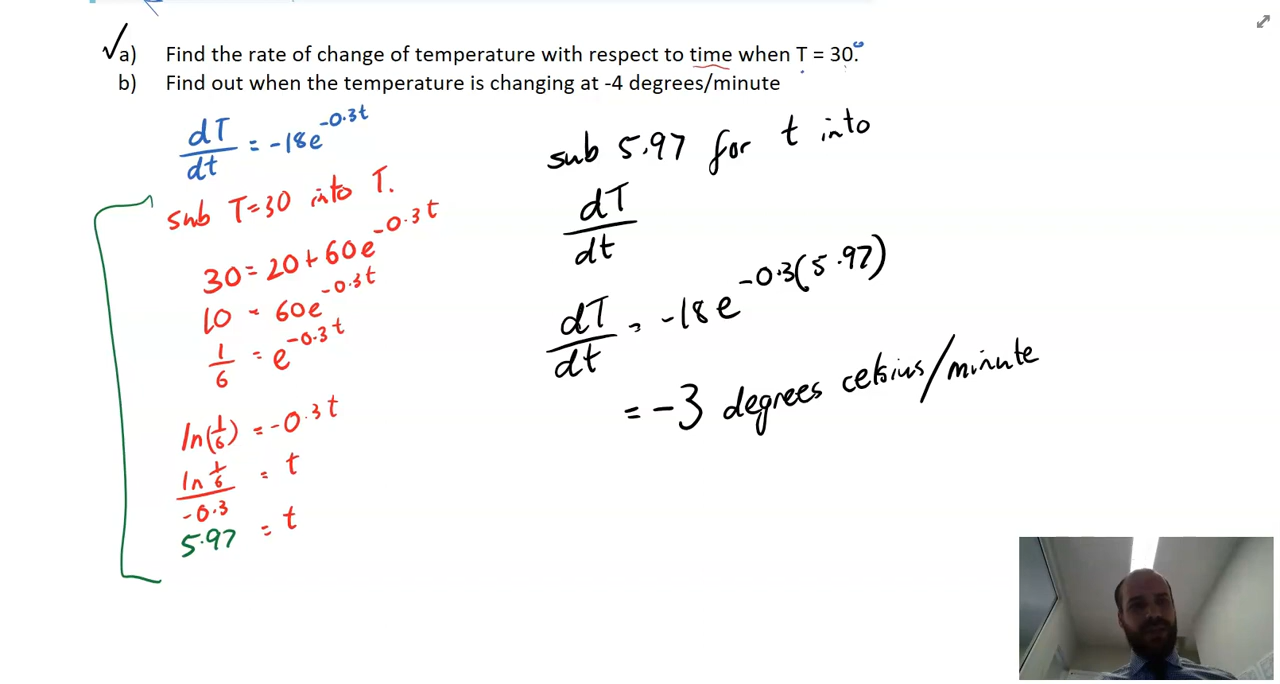 √a) Find the rate of change of temperature with respect to time when T = 30°.
b) Find out when the temperature is changing at -4 degrees/minute
dT/dt = -18e^-0.3t
sub T=30 into T.
30 = 20 + 60e^-0.3t
10 = 60e^-0.3t
1/6 = e^-0.3t
ln(1/6) = -0.3t
ln 1/6 / -0.3 = t
5.97 = t
sub 5.97 for t into
dT/dt
dT/dt = -18e^-0.3(5.97)
= -3 degrees celsius/minute